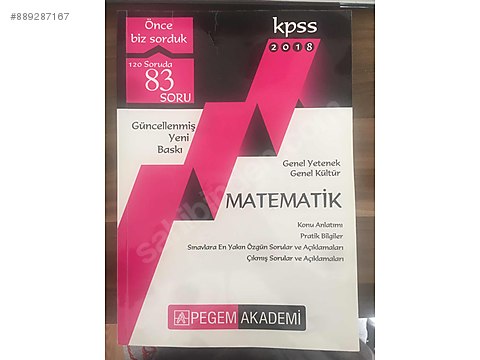 #889287167
Önce
biz sorduk
120 Soruda
83
SORU
kpss
2018
Güncellenmiş
Yeni
Baskı
Genel Yetenek
Genel Kültür
MATEMATİK
Konu Anlatımı
Pratik Bilgiler
Sınavlara En Yakın Özgün Sorular ve Açıklamaları
Çıkmış Sorular ve Açıklamaları
PEGEM AKADEMİ